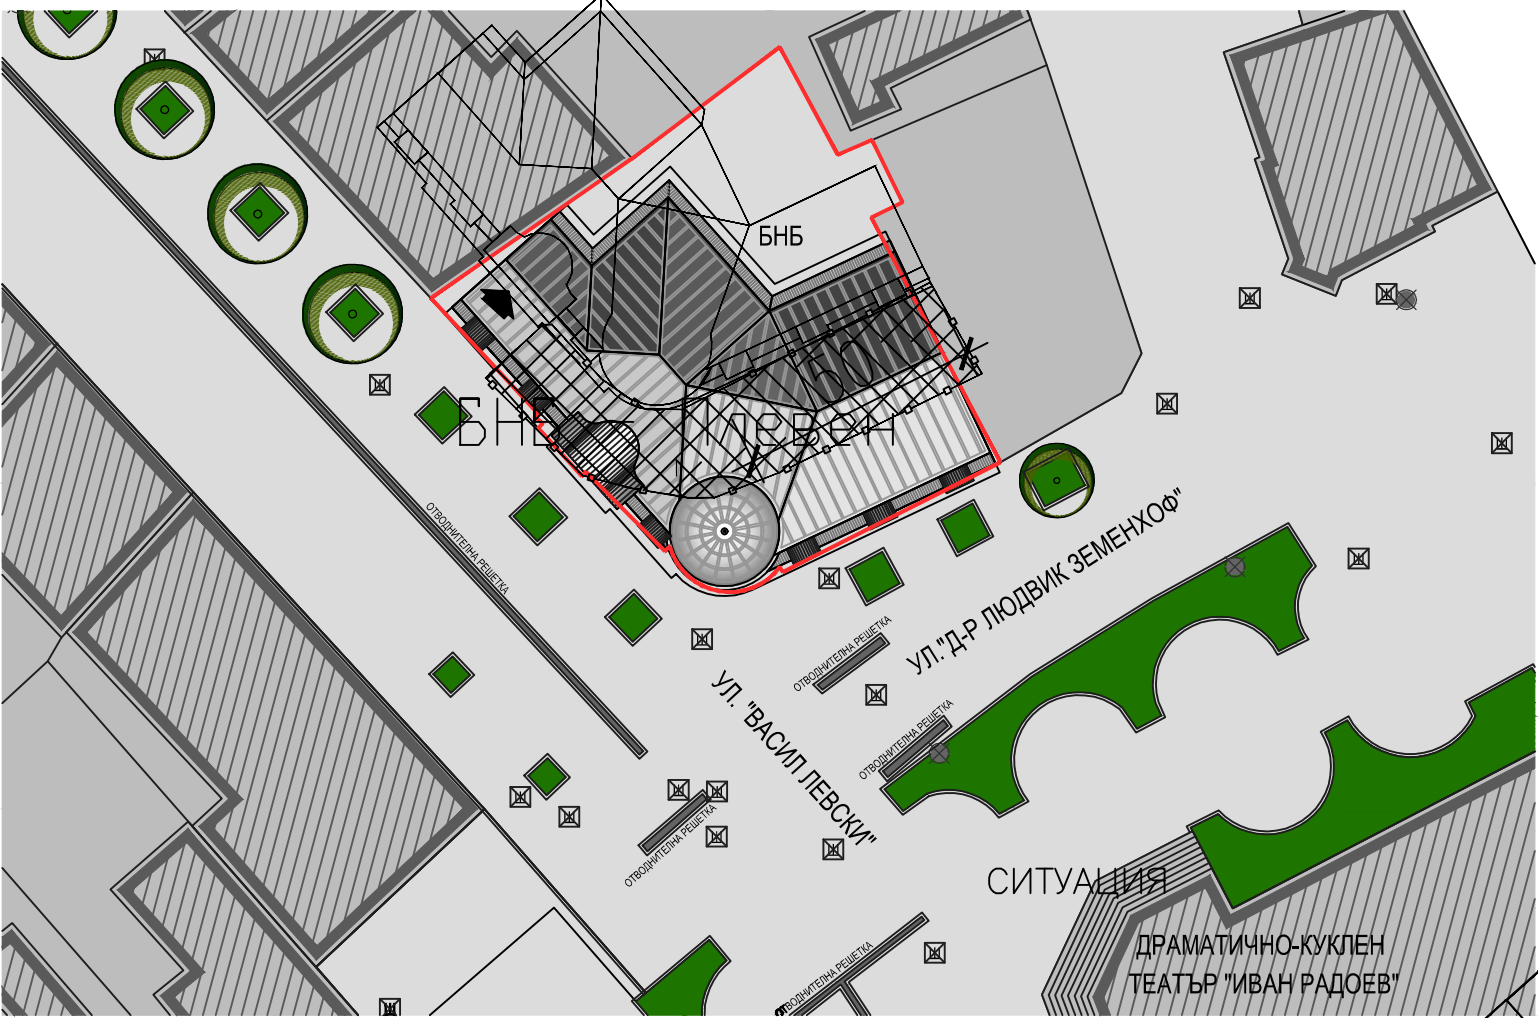 БНБ
50
БНБ - Плевен
ОТВОДНИТЕЛНА РЕШЕТКА
УЛ."Д-Р ЛЮДВИК ЗЕМЕНХОФ"
ОТВОДНИТЕЛНА РЕШЕТКА
УЛ. "ВАСИЛ ЛЕВСКИ"
ОТВОДНИТЕЛНА РЕШЕТКА
ОТВОДНИТЕЛНА РЕШЕТКА
СИТУАЦИЯ
ДРАМАТИЧНО-КУКЛЕН
ТЕАТЪР "ИВАН РАДОЕВ"
ОТВОДНИТЕЛНА РЕШЕТКА